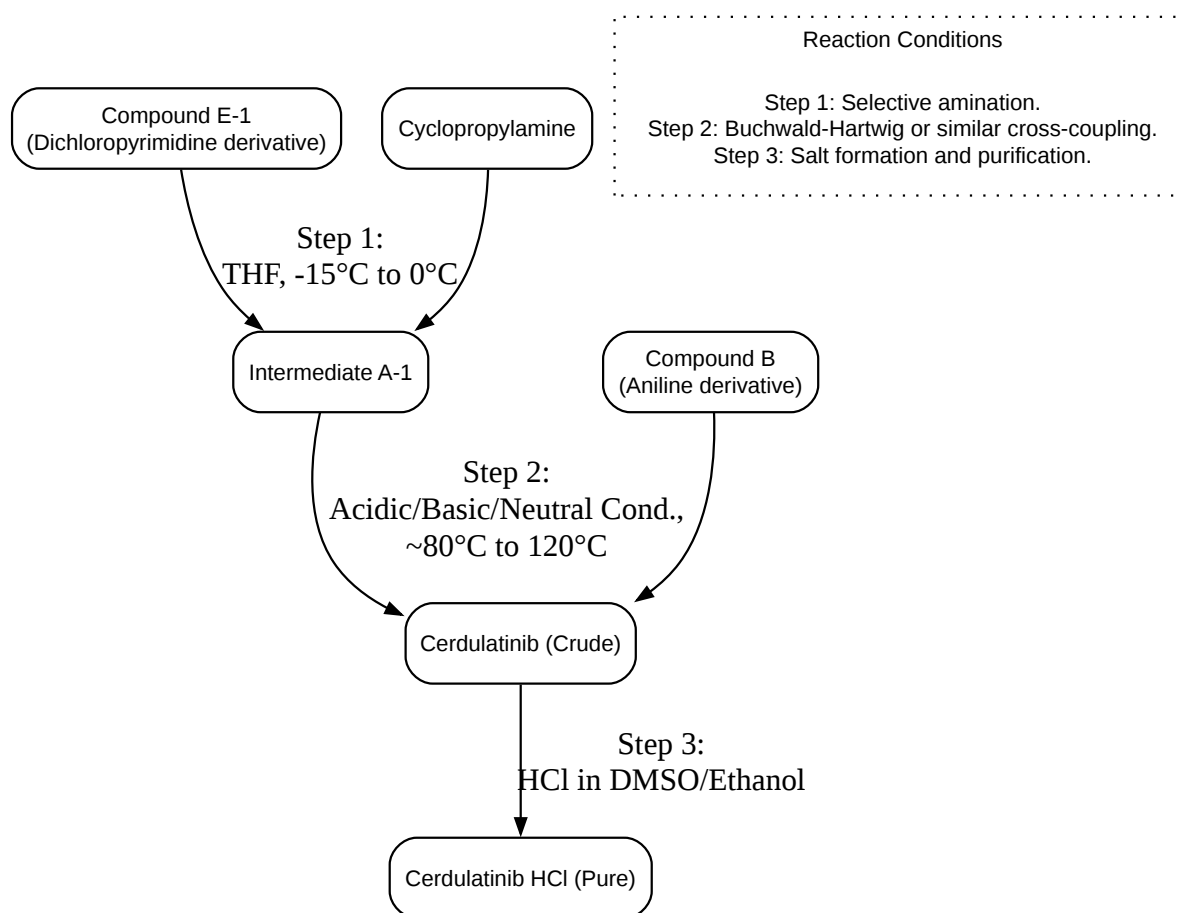 Reaction Conditions
Step 1: Selective amination.
Step 2: Buchwald-Hartwig or similar cross-coupling.
Step 3: Salt formation and purification.
Compound E-1
(Dichloropyrimidine derivative)
Cyclopropylamine
Step 1:
THF, -15°C to 0°C
Intermediate A-1
Compound B
(Aniline derivative)
Step 2:
Acidic/Basic/Neutral Cond.,
~80°C to 120°C
Cerdulatinib (Crude)
Step 3:
HCl in DMSO/Ethanol
Cerdulatinib HCl (Pure)